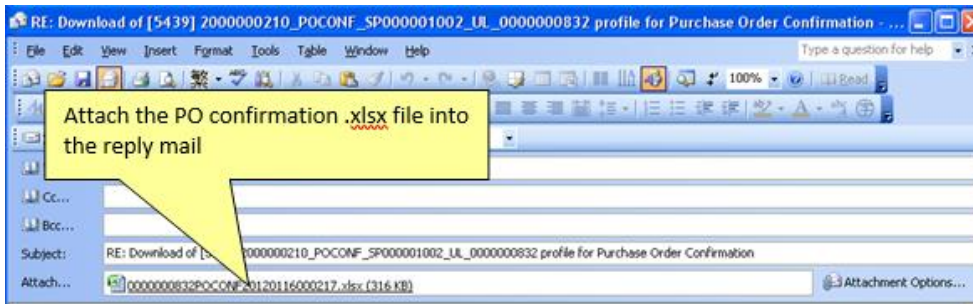 RE: Download of [5439] 2000000210_POCONF_SP000001002_UL_0000000832 profile for Purchase Order Confirmation - ...
File Edit View Insert Format Tools Table Window Help Type a question for help
繁 100% Read
Attach the PO confirmation .xlsx file into
the reply mail
Cc...
Bcc...
Subject: RE: Download of [5 2000000210_POCONF_SP000001002_UL_0000000832 profile for Purchase Order Confirmation
Attach... 0000000832POCONF20120116000217.xlsx (316 KB) Attachment Options...